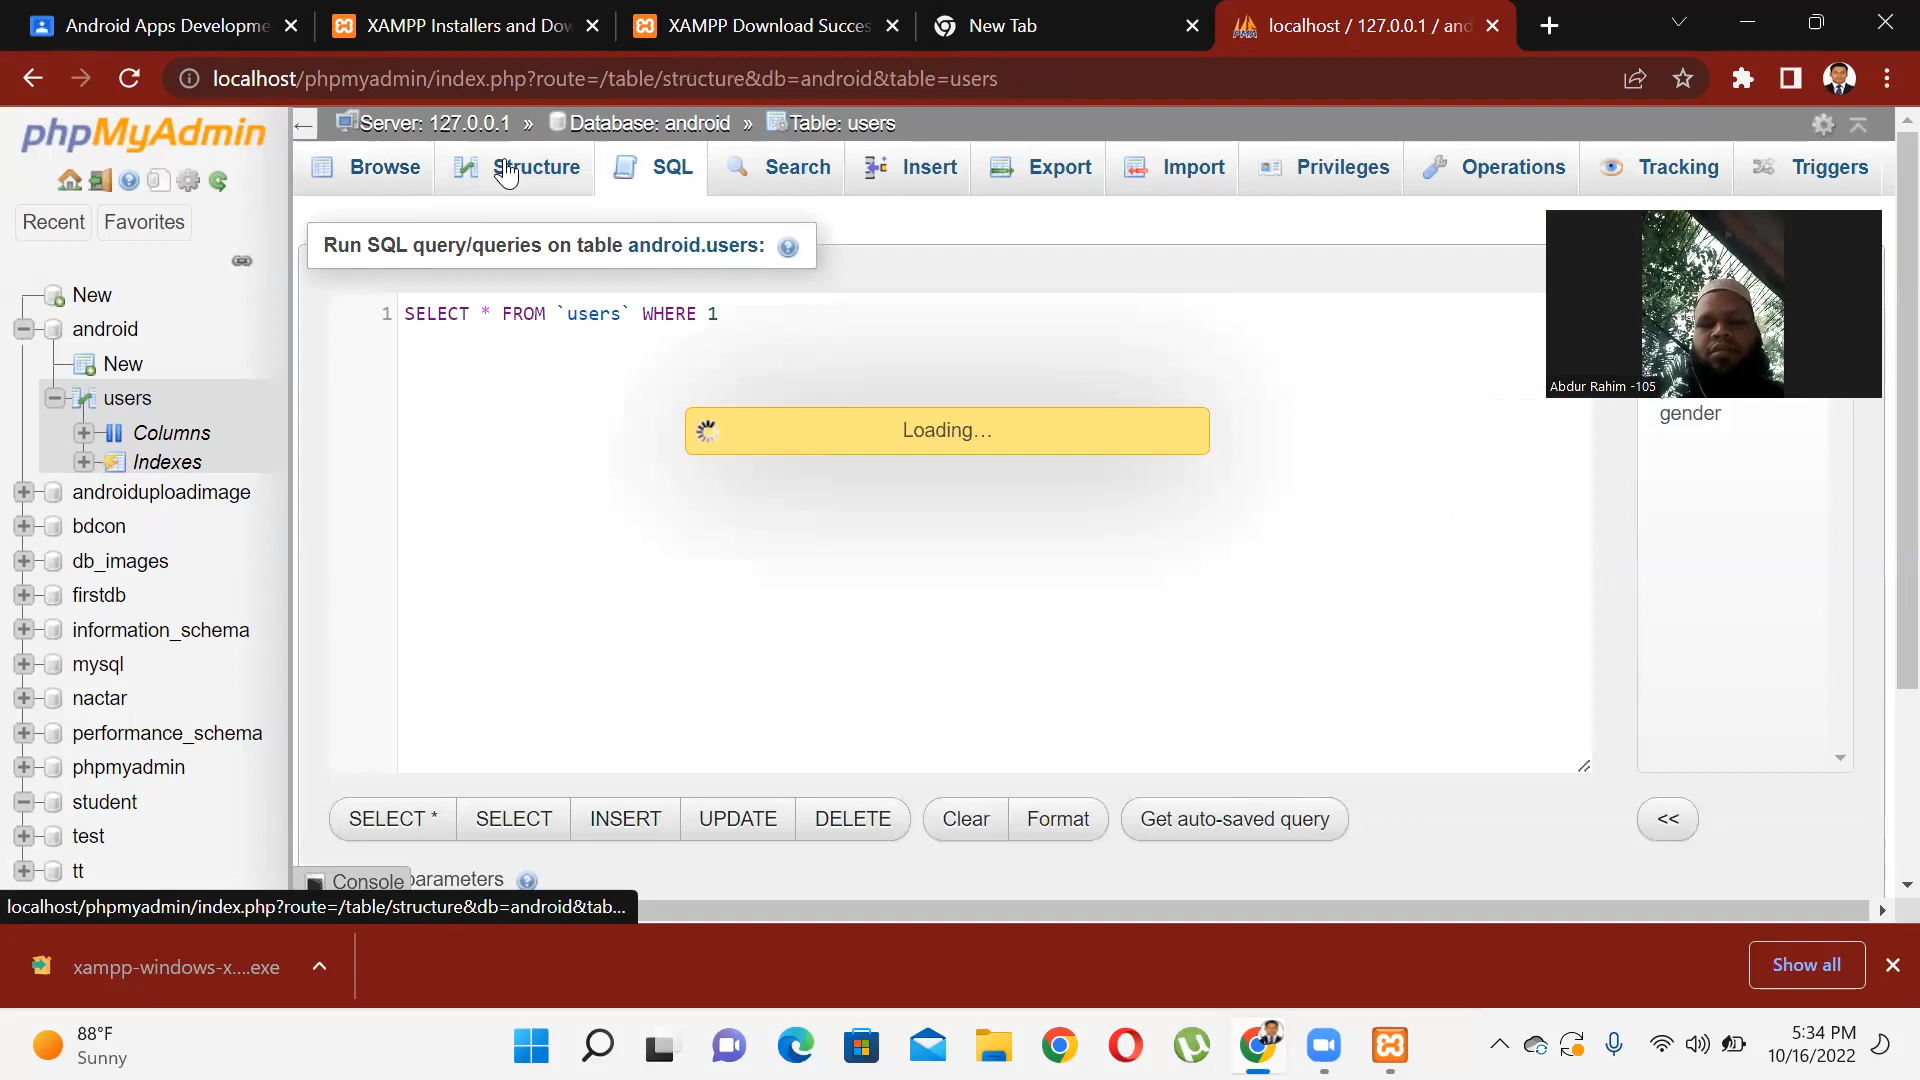 Android Apps Developme
XAMPP Installers and Dow
XAMPP Download Succes
New Tab
localhost / 127.0.0.1 / and
localhost/phpmyadmin/index.php?route=/table/structure&db=android&table=users
phpMyAdmin
Server: 127.0.0.1 » Database: android » Table: users
Browse
Structure
SQL
Search
Insert
Export
Import
Privileges
Operations
Tracking
Triggers
Recent
Favorites
New
android
New
users
Columns
Indexes
androiduploadimage
bdcon
db_images
firstdb
information_schema
mysql
nactar
performance_schema
phpmyadmin
student
test
tt
Run SQL query/queries on table android.users:
1 SELECT * FROM `users` WHERE 1
Loading...
Abdur Rahim -105
gender
SELECT *
SELECT
INSERT
UPDATE
DELETE
Clear
Format
Get auto-saved query
<<
Console
parameters
localhost/phpmyadmin/index.php?route=/table/structure&db=android&tab...
xampp-windows-x....exe
Show all
88°F
Sunny
5:34 PM
10/16/2022